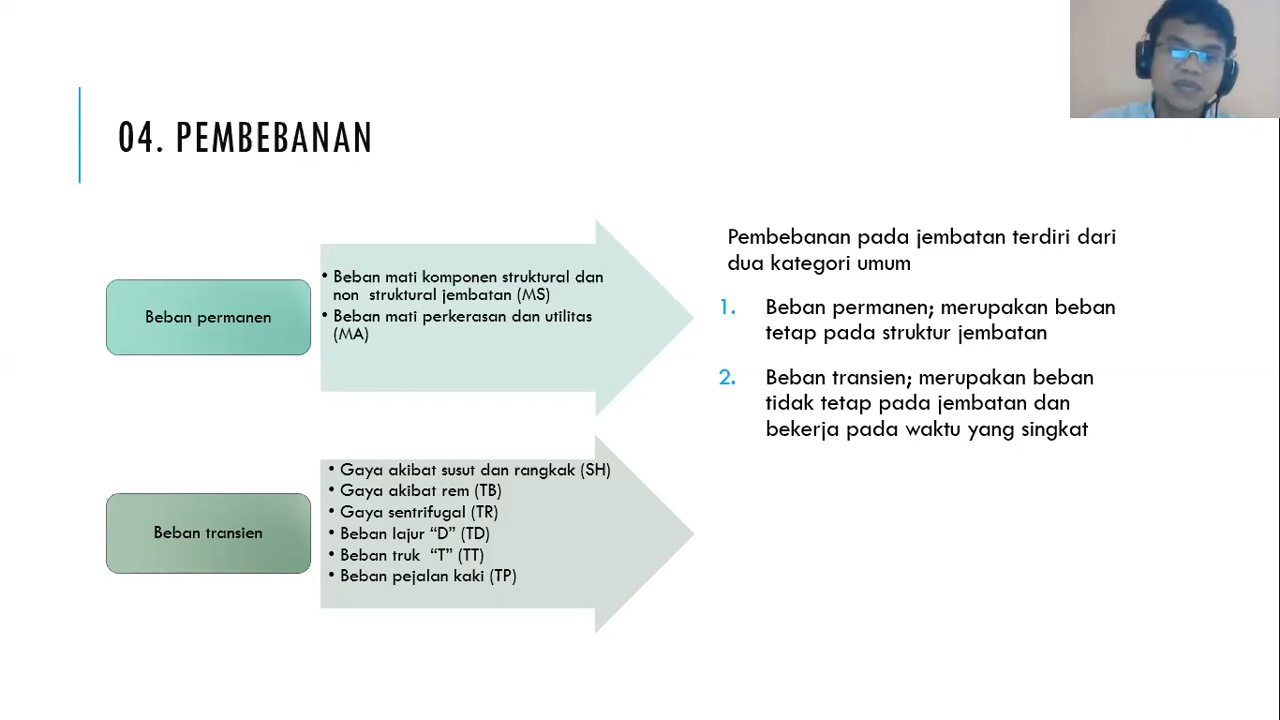 04. PEMBEBANAN
Beban permanen
• Beban mati komponen struktural dan
non struktural jembatan (MS)
• Beban mati perkerasan dan utilitas
(MA)
Beban transien
• Gaya akibat susut dan rangkak (SH)
• Gaya akibat rem (TB)
• Gaya sentrifugal (TR)
• Beban lajur “D” (TD)
• Beban truk “T” (TT)
• Beban pejalan kaki (TP)
Pembebanan pada jembatan terdiri dari
dua kategori umum
1. Beban permanen; merupakan beban
tetap pada struktur jembatan
2. Beban transien; merupakan beban
tidak tetap pada jembatan dan
bekerja pada waktu yang singkat